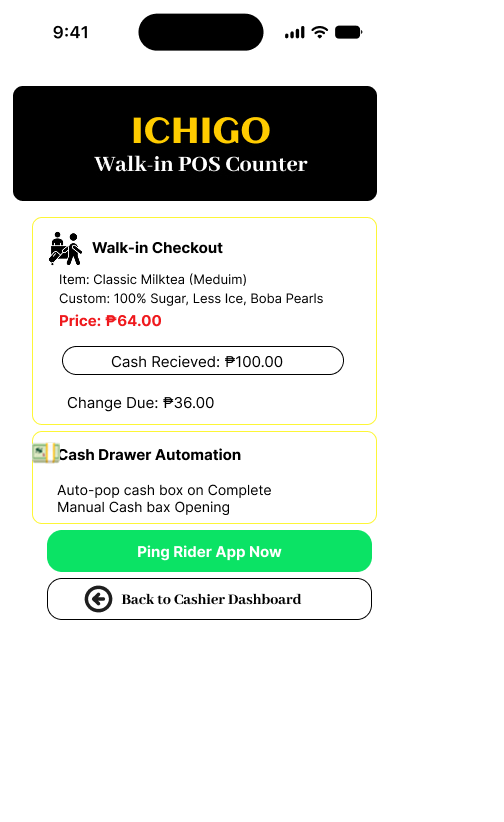 9:41
ICHIGO
Walk-in POS Counter
Walk-in Checkout
Item: Classic Milktea (Meduim)
Custom: 100% Sugar, Less Ice, Boba Pearls
Price: ₱64.00
Cash Recieved: ₱100.00
Change Due: ₱36.00
Cash Drawer Automation
Auto-pop cash box on Complete
Manual Cash bax Opening
Ping Rider App Now
Back to Cashier Dashboard